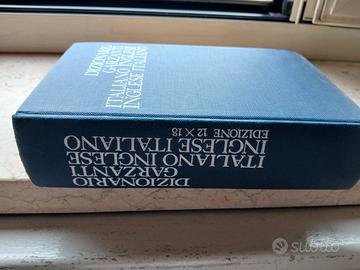 DIZIONARIO
GARZANTI
ITALIANO INGLESE
INGLESE ITALIANO
DIZIONARIO
GARZANTI
ITALIANO INGLESE
INGLESE ITALIANO
EDIZIONE 12 × 18
subito